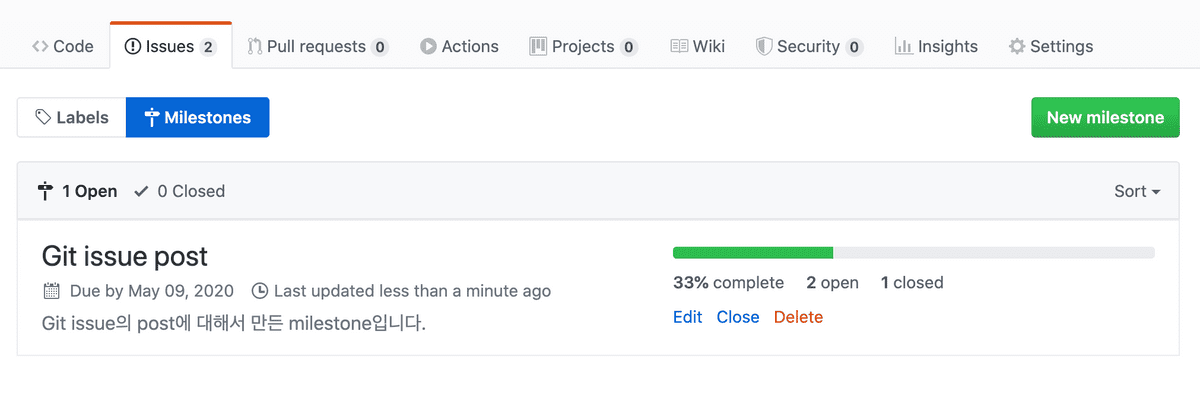 Code Issues 2 Pull requests 0 Actions Projects 0 Wiki Security 0 Insights Settings
Labels Milestones New milestone
1 Open 0 Closed Sort
Git issue post
Due by May 09, 2020 Last updated less than a minute ago
Git issue의 post에 대해서 만든 milestone입니다.
33% complete 2 open 1 closed
Edit Close Delete